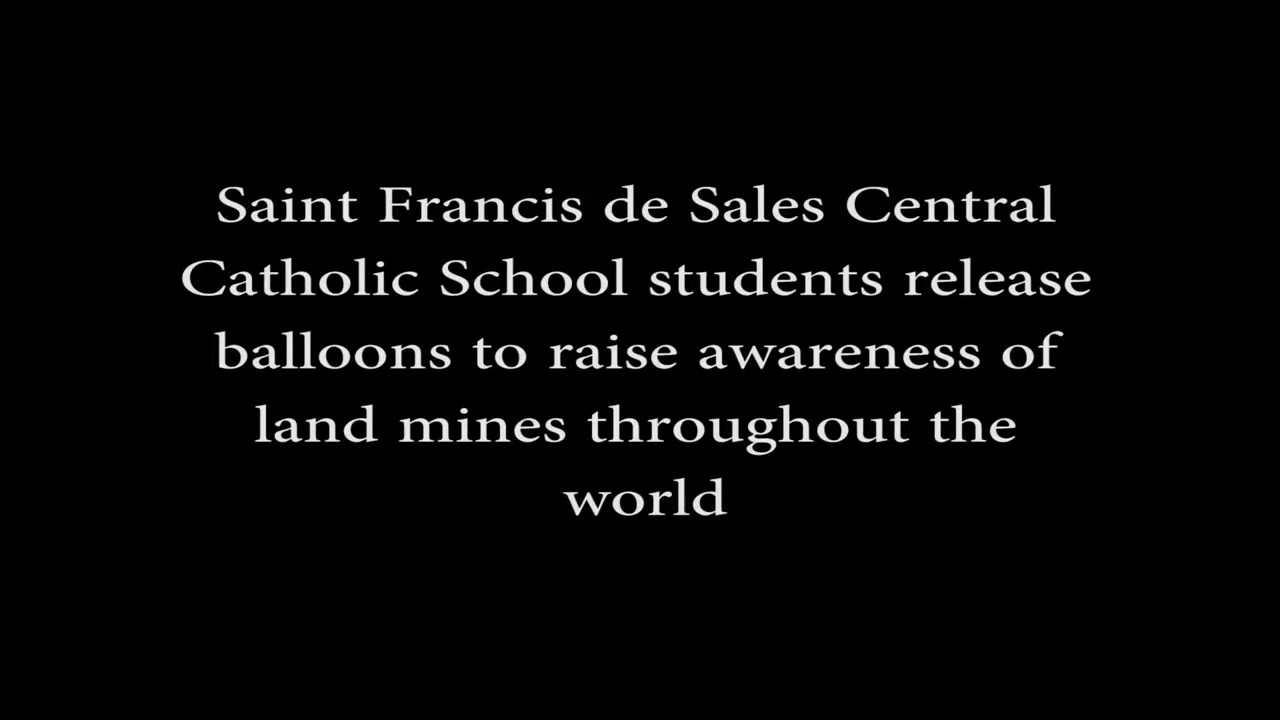 Saint Francis de Sales Central
Catholic School students release
balloons to raise awareness of
land mines throughout the
world